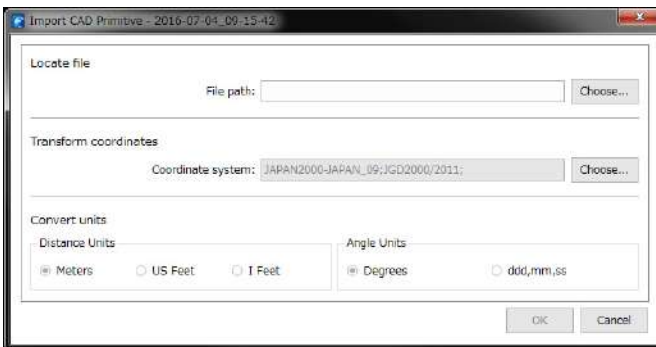 Import CAD Primitive - 2016-07-04_09-15-42
Locate file
File path:
Choose...
Transform coordinates
Coordinate system: JAPAN2000-JAPAN_09;JGD2000/2011;
Choose...
Convert units
Distance Units
Meters US Feet I Feet
Angle Units
Degrees ddd,mm,ss
OK Cancel